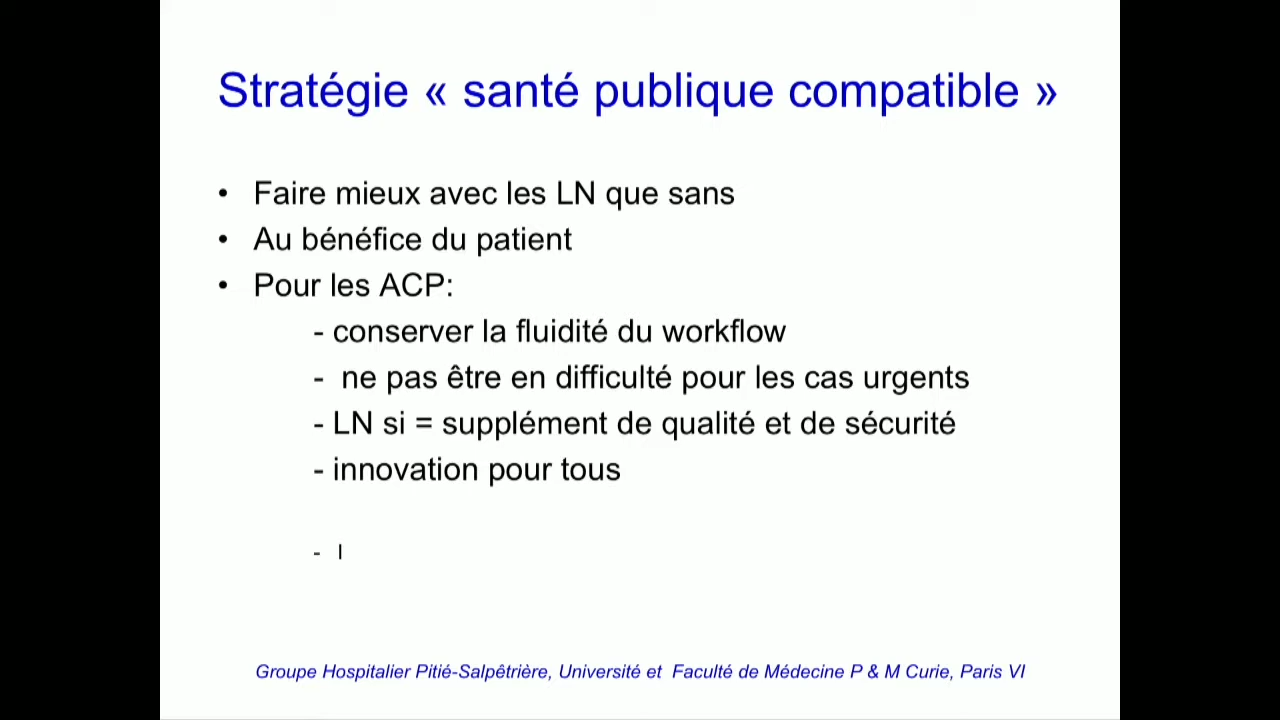 Stratégie « santé publique compatible »
• Faire mieux avec les LN que sans
• Au bénéfice du patient
• Pour les ACP:
- conserver la fluidité du workflow
- ne pas être en difficulté pour les cas urgents
- LN si = supplément de qualité et de sécurité
- innovation pour tous
- I
Groupe Hospitalier Pitié-Salpêtrière, Université et Faculté de Médecine P & M Curie, Paris VI